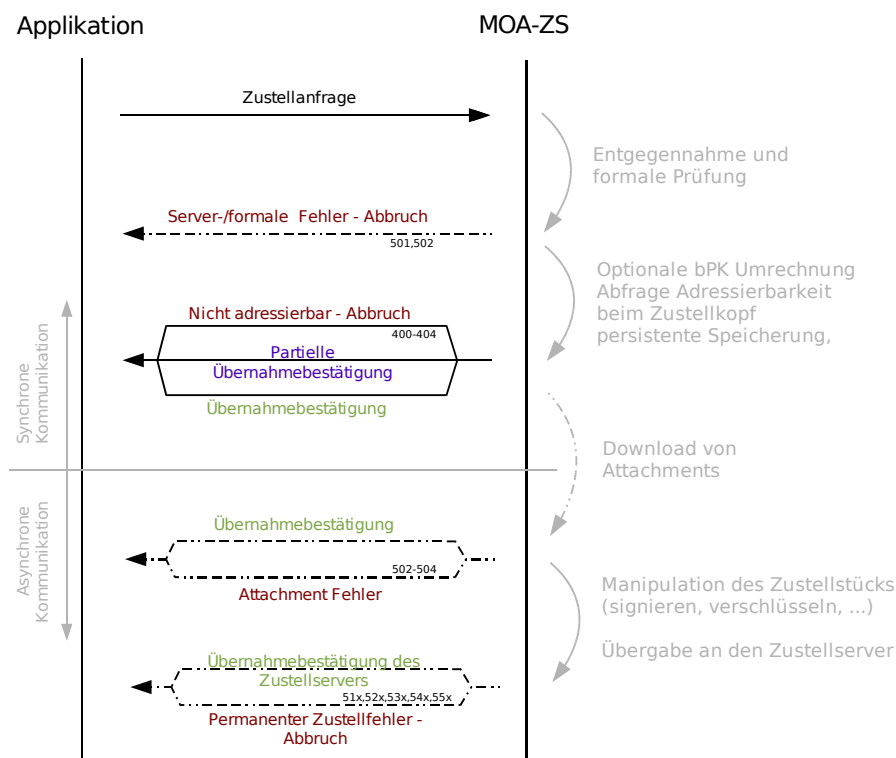 Applikation
MOA-ZS
Zustellanfrage
Entgegennahme und
formale Prüfung
Server-/formale Fehler - Abbruch
501,502
Optionale bPK Umrechnung
Abfrage Adressierbarkeit
beim Zustellkopf
persistente Speicherung,
Nicht adressierbar - Abbruch
400-404
Partielle
Übernahmebestätigung
Übernahmebestätigung
Synchrone
Kommunikation
Download von
Attachments
Asynchrone
Kommunikation
Übernahmebestätigung
502-504
Attachment Fehler
Manipulation des Zustellstücks
(signieren, verschlüsseln, ...)
Übergabe an den Zustellserver
Übernahmebestätigung des
Zustellservers
51x,52x,53x,54x,55x
Permanenter Zustellfehler -
Abbruch